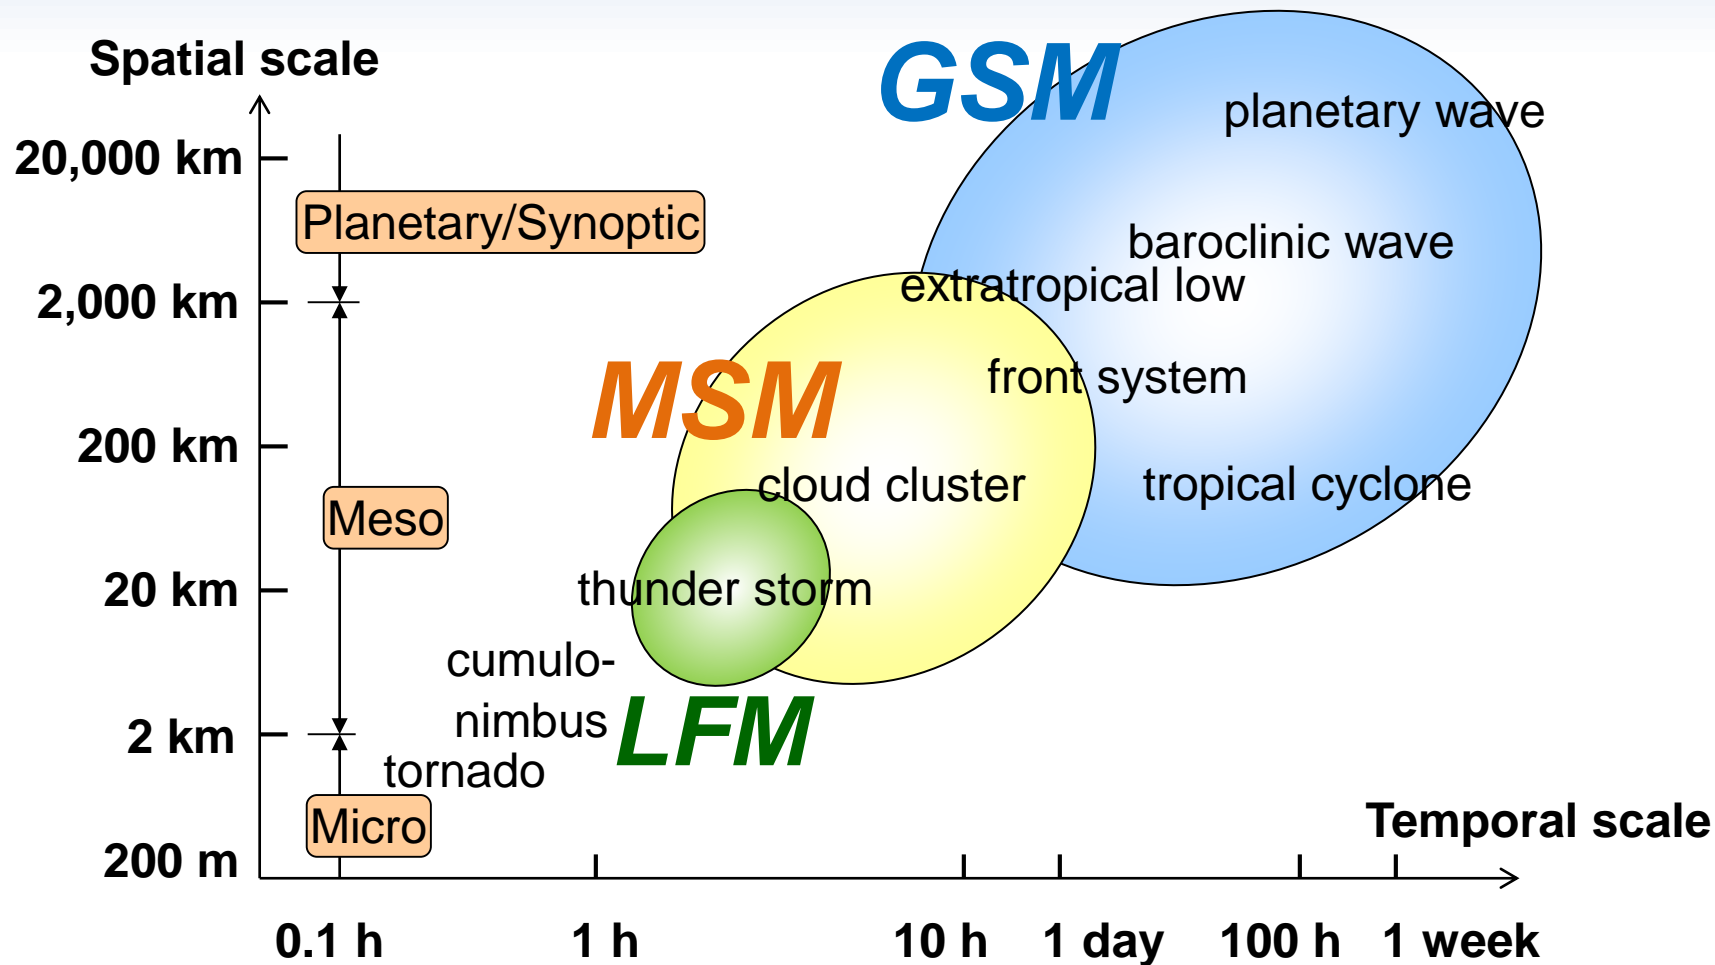 Spatial scale
GSM
planetary wave
20,000 km
Planetary/Synoptic
baroclinic wave
extratropical low
2,000 km
MSM
front system
200 km
cloud cluster
tropical cyclone
Meso
20 km
thunder storm
cumulo-
nimbus
LFM
2 km
tornado
Micro
Temporal scale
200 m
0.1 h
1 h
10 h
1 day
100 h
1 week